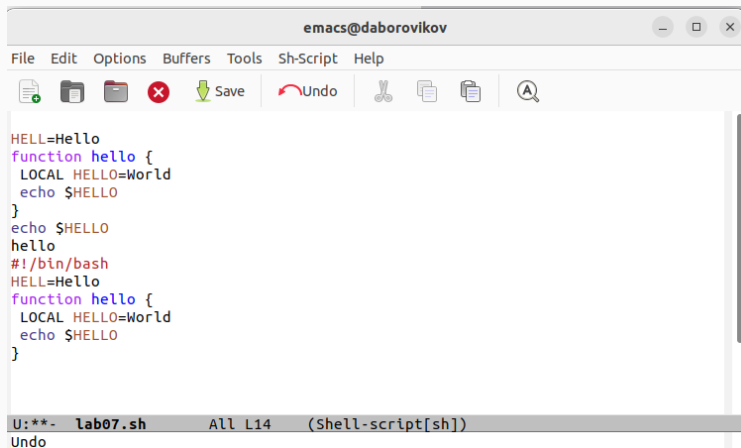 emacs@daborovikov
File Edit Options Buffers Tools Sh-Script Help
Save Undo
HELL=Hello
function hello {
 LOCAL HELLO=World
 echo $HELLO
}
echo $HELLO
hello
#!/bin/bash
HELL=Hello
function hello {
 LOCAL HELLO=World
 echo $HELLO
}
U:**- lab07.sh All L14 (Shell-script[sh])
Undo